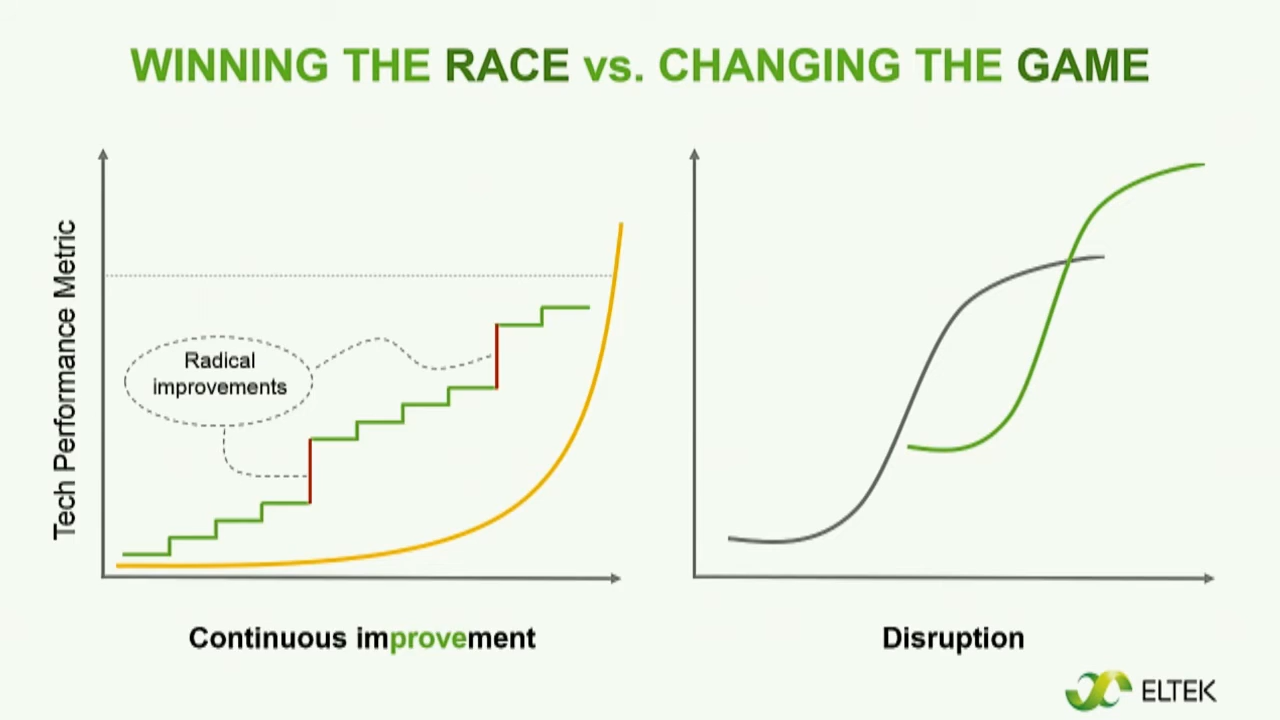 WINNING THE RACE vs. CHANGING THE GAME
Tech Performance Metric
Radical
improvements
Continuous improvement
Disruption
ELTEK